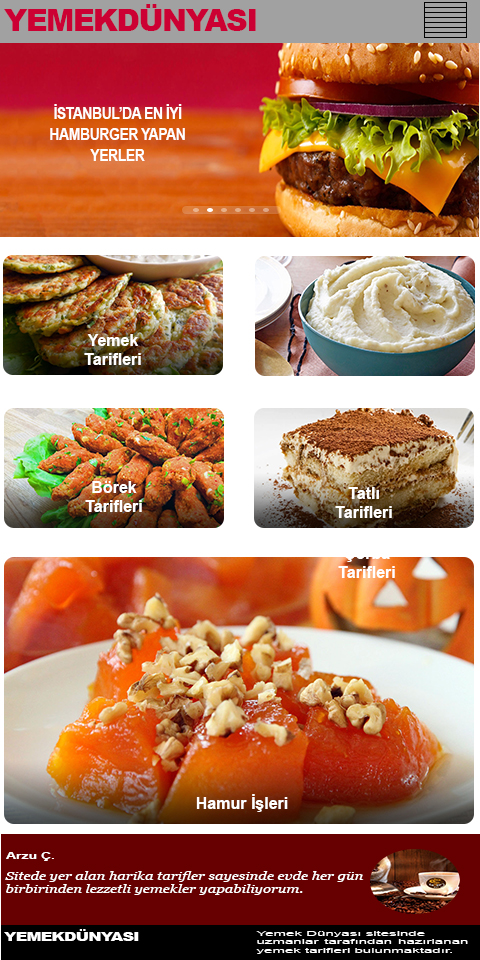 YEMEKDÜNYASI
İSTANBUL'DA EN İYİ
HAMBURGER YAPAN
YERLER
Yemek
Tarifleri
Börek
Tarifleri
Tatlı
Tarifleri
Tarifleri
Hamur İşleri
Arzu Ç.
Sitede yer alan harika tarifler sayesinde evde her gün
birbirinden lezzetli yemekler yapabiliyorum.
YEMEKDÜNYASI
Yemek Dünyası sitesinde
uzmanlar tarafından hazırlanan
yemek tarifleri bulunmaktadır.